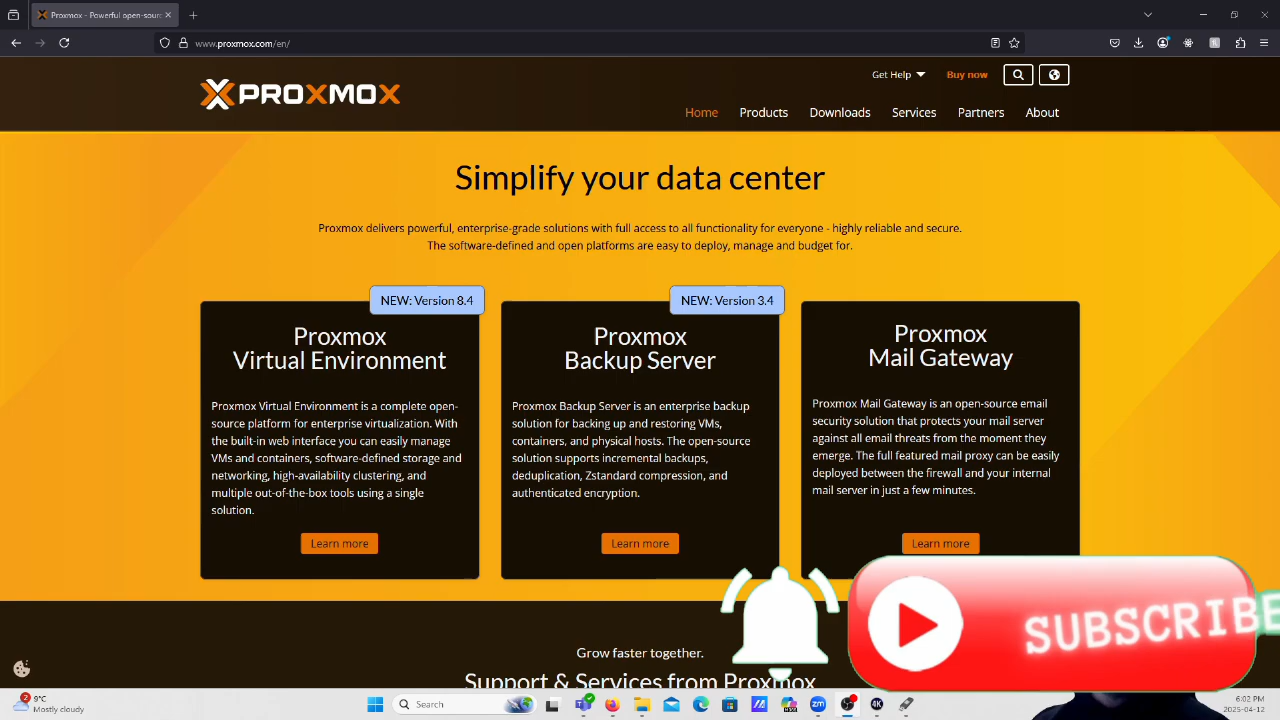 Proxmox - Powerful open-sour
www.proxmox.com/en/
Get Help
Buy now
PROXMOX
Home
Products
Downloads
Services
Partners
About
Simplify your data center
Proxmox delivers powerful, enterprise-grade solutions with full access to all functionality for everyone - highly reliable and secure.
The software-defined and open platforms are easy to deploy, manage and budget for.
NEW: Version 8.4
Proxmox
Virtual Environment
Proxmox Virtual Environment is a complete open-
source platform for enterprise virtualization. With
the built-in web interface you can easily manage
VMs and containers, software-defined storage and
networking, high-availability clustering, and
multiple out-of-the-box tools using a single
solution.
Learn more
NEW: Version 3.4
Proxmox
Backup Server
Proxmox Backup Server is an enterprise backup
solution for backing up and restoring VMs,
containers, and physical hosts. The open-source
solution supports incremental backups,
deduplication, Zstandard compression, and
authenticated encryption.
Learn more
Proxmox
Mail Gateway
Proxmox Mail Gateway is an open-source email
security solution that protects your mail server
against all email threats from the moment they
emerge. The full featured mail proxy can be easily
deployed between the firewall and your internal
mail server in just a few minutes.
Learn more
SUBSCRIBE
Grow faster together.
Support & Services from Proxmox
2
9°C
Mostly cloudy
Search
zm
4K
6:02 PM
2025-04-12